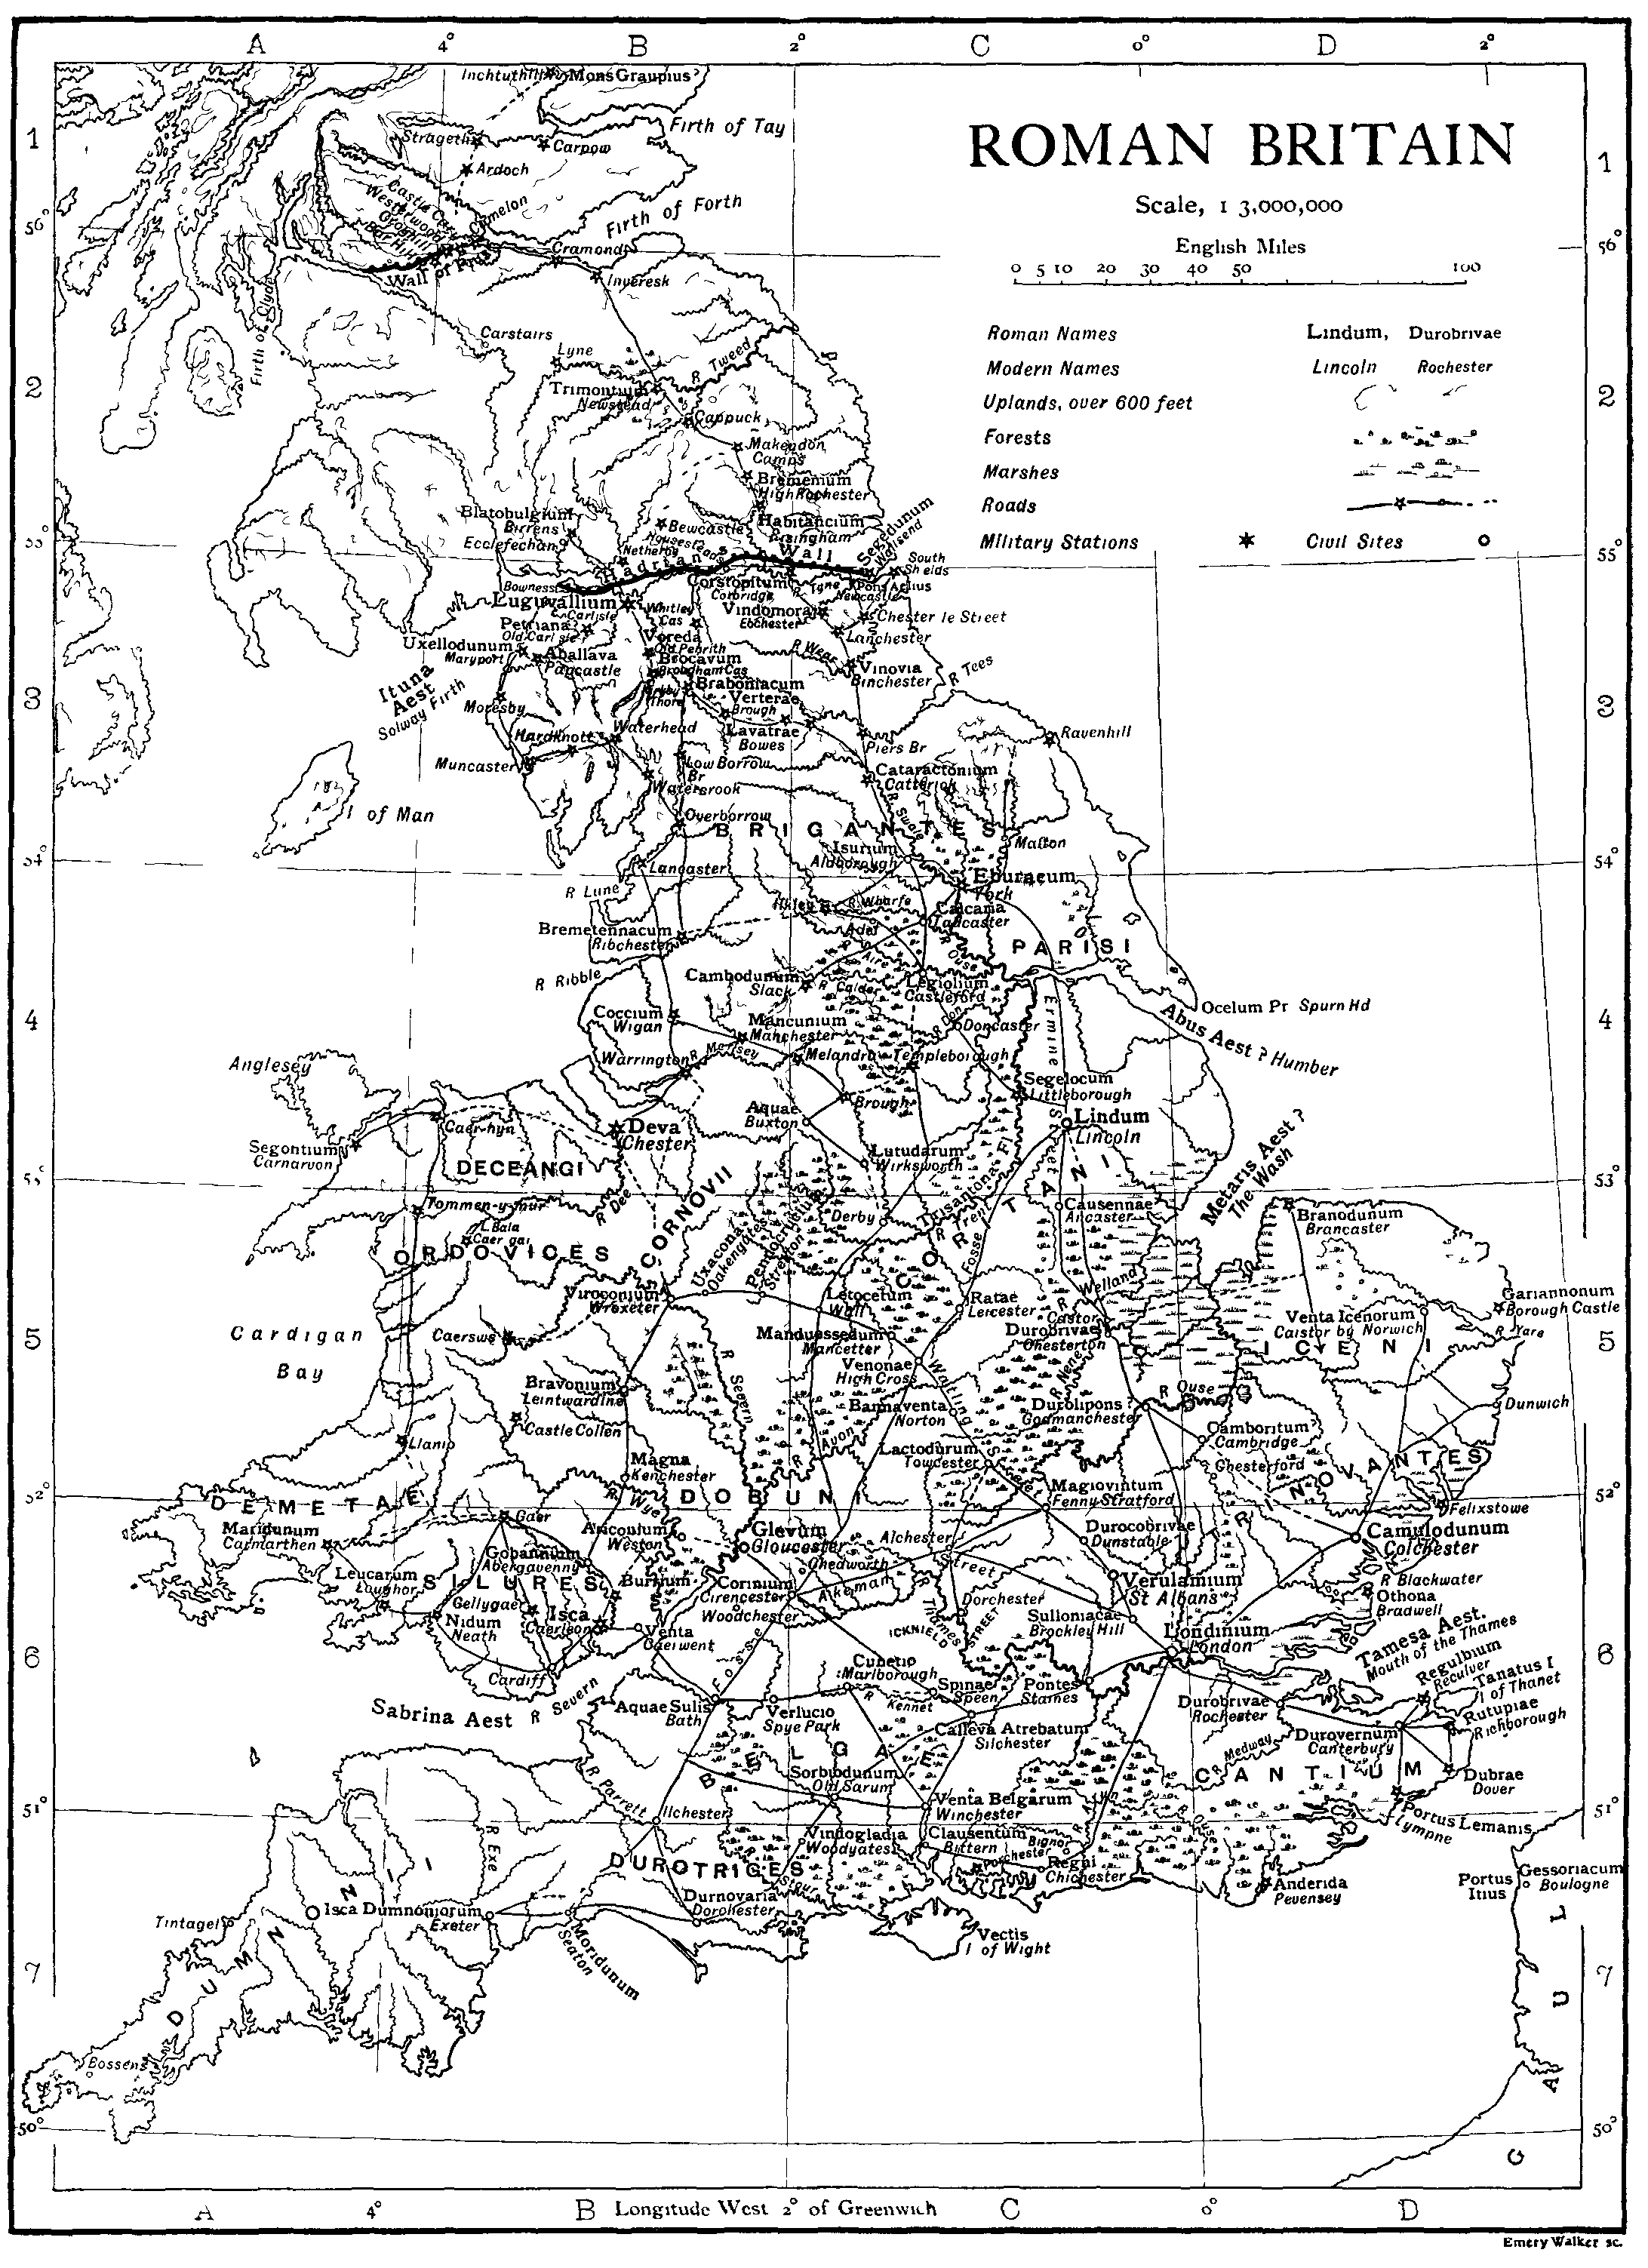 A 4° B 2° C 0° D 2°
ROMAN BRITAIN
Scale, 1 3,000,000
English Miles
0 5 10 20 30 40 50 100
Roman Names Lindum, Durobrivae
Modern Names Lincoln Rochester
Uplands, over 600 feet
Forests
Marshes
Roads
Military Stations Civil Sites
1
56°
2
55°
3
54°
4
53°
5
52°
6
51°
7
50°
Inchtuthil
Mons Graupius?
Firth of Tay
Strageth
Carpow
Ardoch
Castle Cary
Westerwood
Croyhill
Bar Hill
Camelon
Firth of Forth
Cramond
Wall of Pius
Inveresk
Firth of Clyde
Carstairs
Lyne
R Tweed
Trimontium
Newstead
Cappuck
Makendon
Camps
Bremenium
High Rochester
Blatobulgium
Birrens
Ecclefechan
Bewcastle
Habitancium
Risingham
Segedunum
Wallsend
Netherby
Housesteads
Hadrian's Wall
South
Shields
Bowness
Corstopitum
Corbridge
R Tyne
Pons Aelius
Newcastle
Luguvallium
Carlisle
Whitley
Cas
Vindomora
Ebchester
Chester le Street
Petriana
Old Carlisle
Lanchester
Uxellodunum
Maryport
Voreda
Old Penrith
Aballava
Papcastle
Brocavum
Brougham Cas
R Wear
Vinovia
Binchester
R Tees
Ituna
Aest
Solway Firth
Kirkby
Thore
Braboniacum
Verterae
Brough
Moresby
Hardknott
Waterhead
Lavatrae
Bowes
Piers Br
Ravenhill
Muncaster
Low Borrow
Br
Cataractonium
Catterick
Watercrook
R Swale
I of Man
Overborrow
BRIGANTES
Malton
Isurium
Aldborough
Lancaster
Eburacum
York
R Lune
Ilkley
R Wharfe
Calcaria
Tadcaster
Bremetennacum
Ribchester
Adel
PARISI
R Aire
R Ouse
R Ribble
Cambodunum
Slack
R Calder
Legiolium
Castleford
Ocelum Pr Spurn Hd
Coccium
Wigan
Mancunium
Manchester
R Don
Doncaster
Ermine Street
Abus Aest? Humber
Anglesey
Warrington
R Mersey
Melandra
Templeborough
Segelocum
Littleborough
Caer-hyn
Deva
Chester
Aquae
Buxton
Brough
Lindum
Lincoln
Segontium
Carnarvon
DECEANGI
Lutudarum
Wirksworth
Metaris Aest?
The Wash
R Dee
CORNOVII
Trisantona Fl
R Trent
CORITANI
Causennae
Ancaster
Tommen-y-mur
L Bala
Caer gai
ORDOVICES
Uxacona
Oakengates
Pennocrucium
Stretton
Derby
Fosse
Branodunum
Brancaster
Viroconium
Wroxeter
Letocetum
Wall
Ratae
Leicester
R Welland
Gariannonum
Borough Castle
Cardigan
Bay
Caersws
Manduessedum
Mancetter
Castor
Durobrivae
Chesterton
Venta Icenorum
Caistor by Norwich
R Yare
ICENI
Venonae
High Cross
Watling
R Nene
R Severn
Bravonium
Leintwardine
Bannaventa
Norton
Durolipons?
Godmanchester
R Ouse
Dunwich
Castle Collen
R Avon
Camboritum?
Cambridge
Llanio
Lactodurum
Towcester
Street
Chesterford
TRINOVANTES
Magna
Kenchester
R Wye
DOBUNI
Magiovintum
Fenny Stratford
DEMETAE
Felixstowe
Maridunum
Carmarthen
Gaer
Ariconium
Weston
Glevum
Gloucester
Alchester
Durocobrivae
Dunstable
Camulodunum
Colchester
Gobannium
Abergavenny
Chedworth
Akeman Street
Leucarum
Loughor
SILURES
Burrium
Corinium
Cirencester
Verulamium
St Albans
R Blackwater
Gellygaer
Isca
Caerleon
Woodchester
R Thames
Dorchester
Othona
Bradwell
Nidum
Neath
Venta
Caerwent
ICKNIELD STREET
Sulloniacae
Brockley Hill
Londinium
London
Tamesa Aest.
Mouth of the Thames
Fosse
Cardiff
Cunetio
Marlborough
Regulbium
Reculver
Sabrina Aest R Severn
Aquae Sulis
Bath
R Kennet
Spinae
Speen
Pontes
Staines
Tanatus I
I of Thanet
Verlucio
Spye Park
Durobrivae
Rochester
Rutupiae
Richborough
Calleva Atrebatum
Silchester
R Medway
Durovernum
Canterbury
BELGAE
CANTIUM
Sorbiodunum
Old Sarum
Dubrae
Dover
R Parrett
Ilchester
Venta Belgarum
Winchester
Portus Lemanis
Lympne
R Exe
Vindogladia
Woodyates
Clausentum
Bittern
Bignor
R Arun
R Ouse
DUROTRIGES
R Stour
Porchester
Regni
Chichester
Anderida
Pevensey
Portus
Itius
Gessoriacum
Boulogne
Tintagel
Isca Dumnoniorum
Exeter
Durnovaria
Dorchester
DUMNONII
Moridunum
Seaton
Vectis
I of Wight
Bossens
GAUL
A 4° B Longitude West 2° of Greenwich C 0° D
Emery Walker sc.